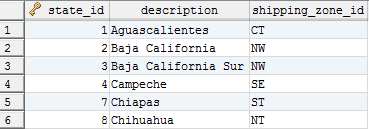 state_id description shipping_zone_id
1 1 Aguascalientes CT
2 2 Baja California NW
3 3 Baja California Sur NW
4 4 Campeche SE
5 7 Chiapas ST
6 8 Chihuahua NT